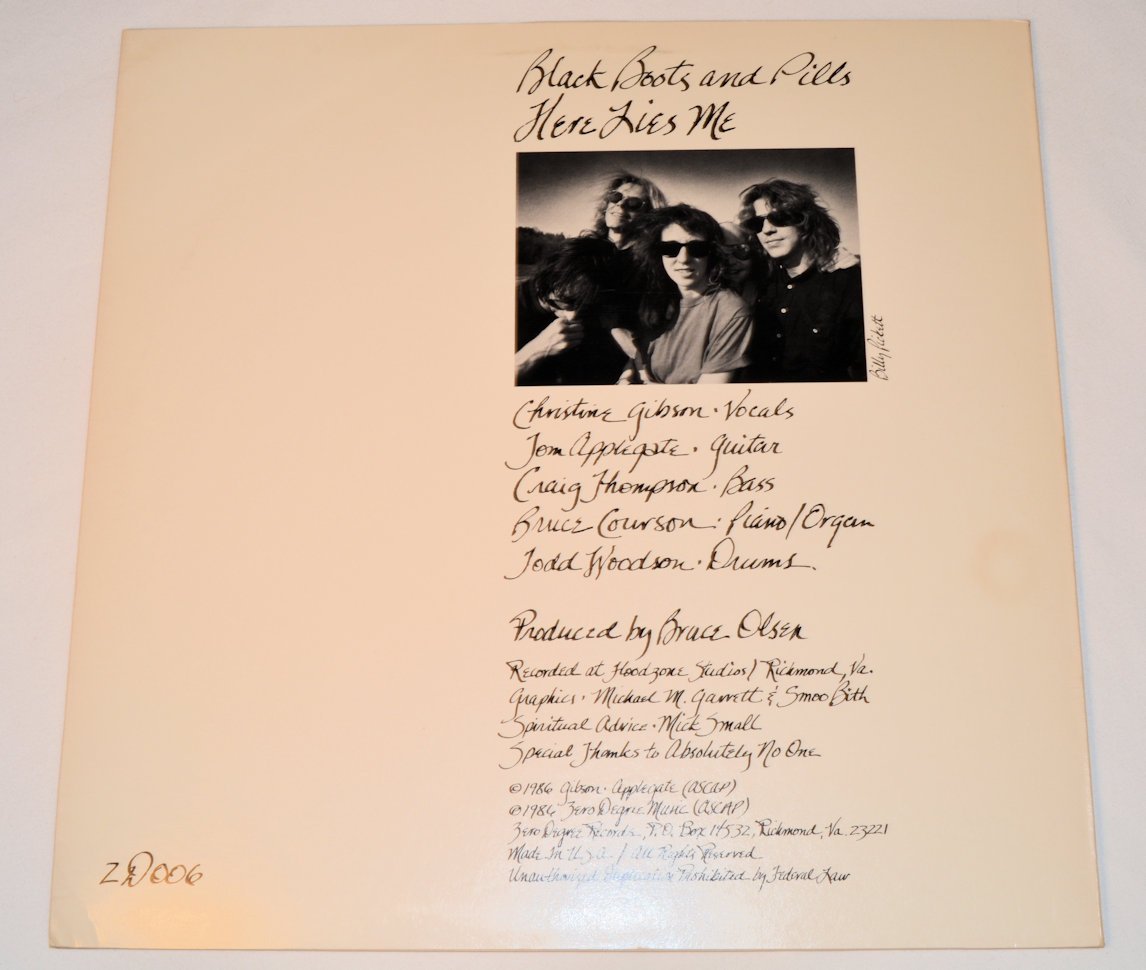 Black Boots and Pills
Here Lies Me
Christine Gibson · Vocals
Tom Applegate · Guitar
Craig Thompson · Bass
Bruce Courson · Piano/Organ
Todd Woodson · Drums.
Produced by Bruce Olsen
Recorded at Floodzone Studios/Richmond, Va.
Graphics · Michael M. Garrett & Smoo Bith
Spiritual Advice · Mick Small
Special Thanks to Absolutely No One
©1986 Gibson · Applegate (ASCAP)
©1986 Zero Degree Music (ASCAP)
Zero Degree Records, P.O. Box 14532, Richmond, Va. 23221
Made In U.S.A. / All Rights Reserved
Unauthorized Duplication Prohibited by Federal Law
ZD006